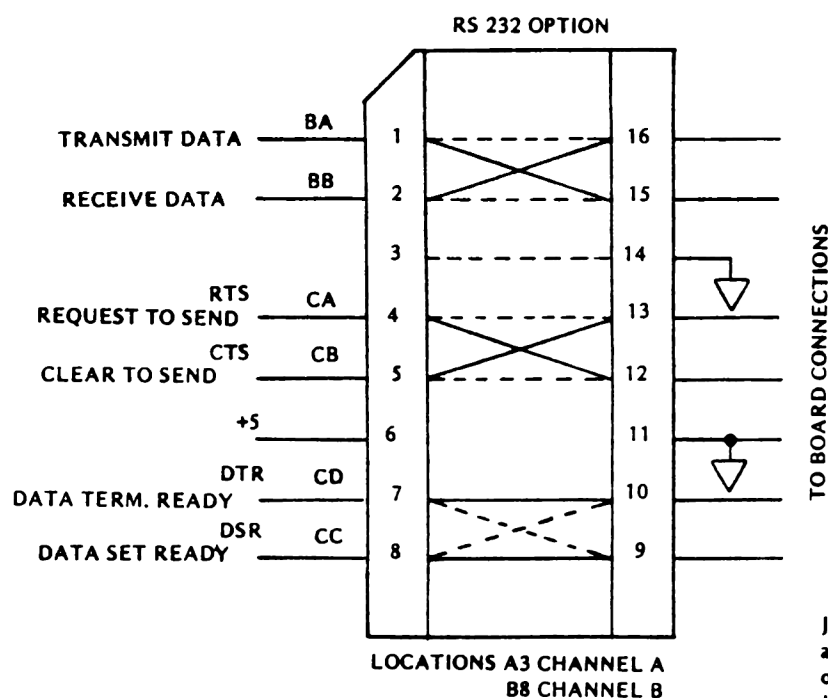 RS 232 OPTION
TRANSMIT DATA BA 1 16
RECEIVE DATA BB 2 15
3 14
RTS
REQUEST TO SEND CA 4 13
CTS
CLEAR TO SEND CB 5 12
+5 6 11
DTR
DATA TERM. READY CD 7 10
DSR
DATA SET READY CC 8 9
TO BOARD CONNECTIONS
LOCATIONS A3 CHANNEL A
B8 CHANNEL B